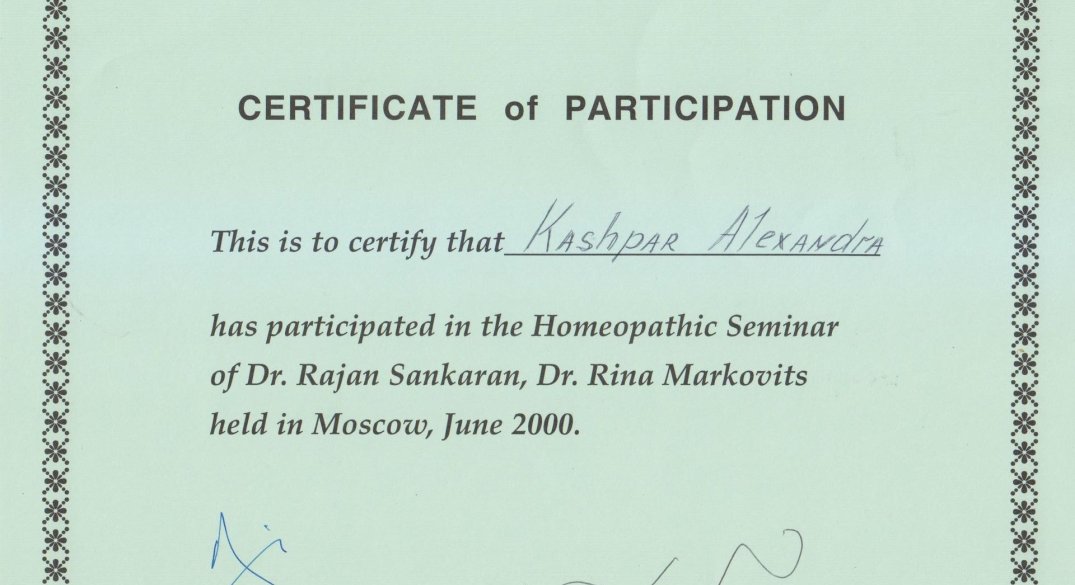 CERTIFICATE of PARTICIPATION
This is to certify that Kashpar Alexandra
has participated in the Homeopathic Seminar
of Dr. Rajan Sankaran, Dr. Rina Markovits
held in Moscow, June 2000.